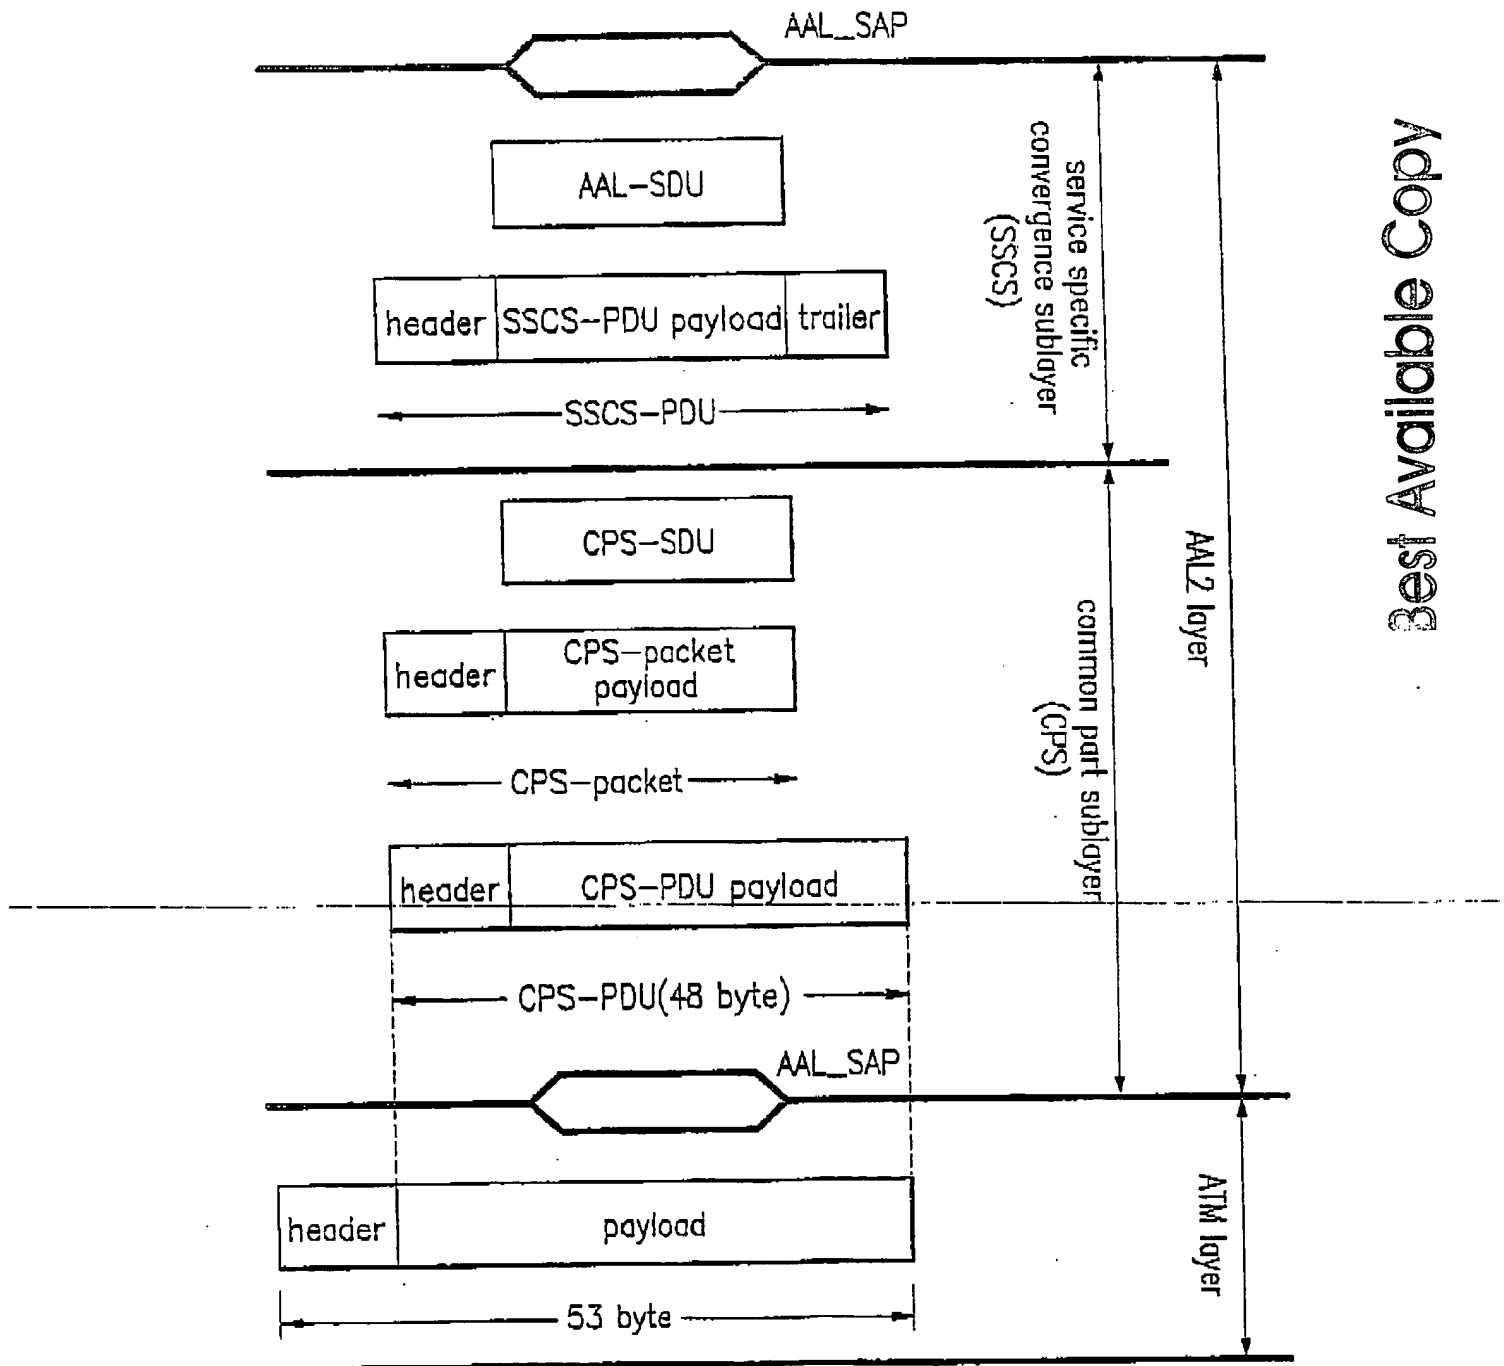 AAL_SAP
AAL-SDU
header SSCS-PDU payload trailer
SSCS-PDU
service specific
convergence sublayer
(SSCS)
CPS-SDU
header CPS-packet
payload
CPS-packet
header CPS-PDU payload
CPS-PDU(48 byte)
common part sublayer
(CPS)
AAL2 layer
AAL_SAP
header payload
53 byte
ATM layer
Best Available Copy